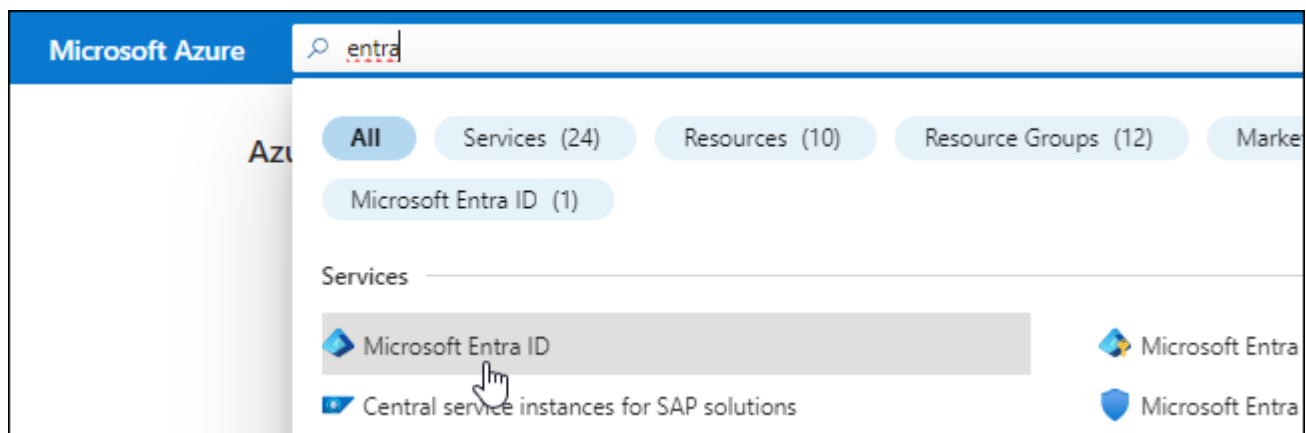 Microsoft Azure
entra
All
Services (24)
Resources (10)
Resource Groups (12)
Marke
Azu
Microsoft Entra ID (1)
Services
Microsoft Entra ID
Microsoft Entra
Central service instances for SAP solutions
Microsoft Entra